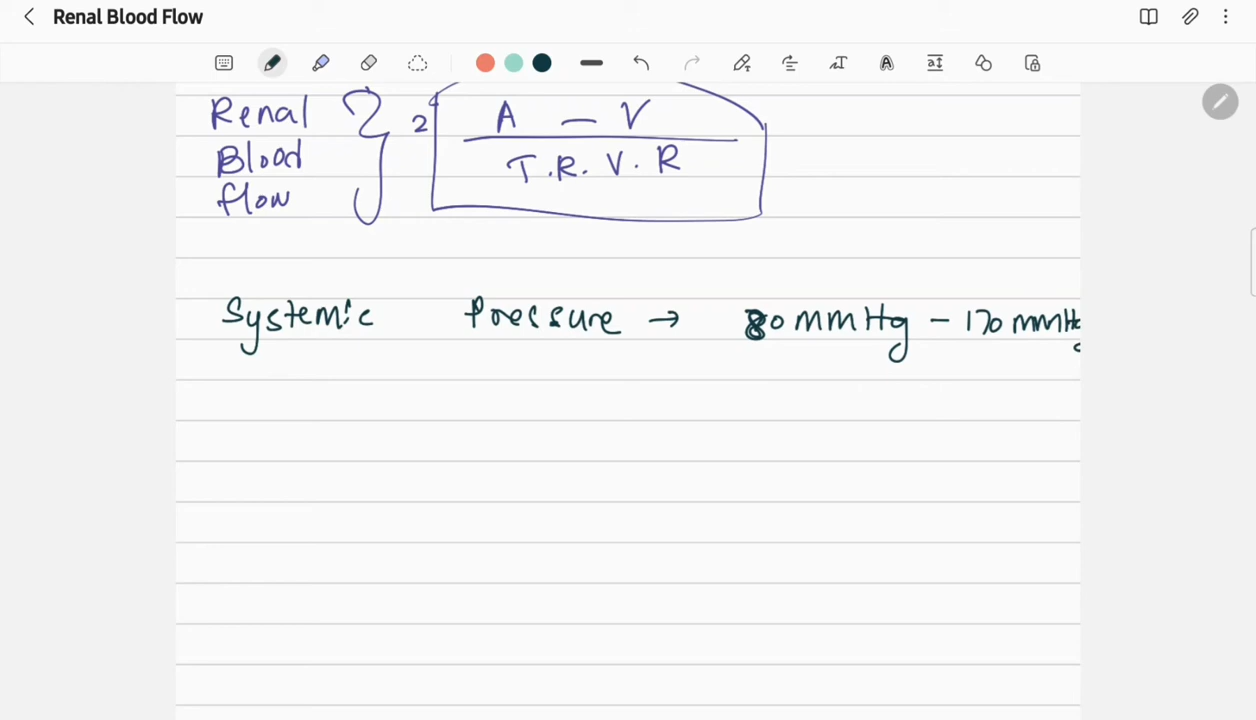 Renal Blood Flow
Renal
Blood
flow
2
A — V
T.R.V.R
Systemic Pressure → 80 mmHg - 170 mmHg